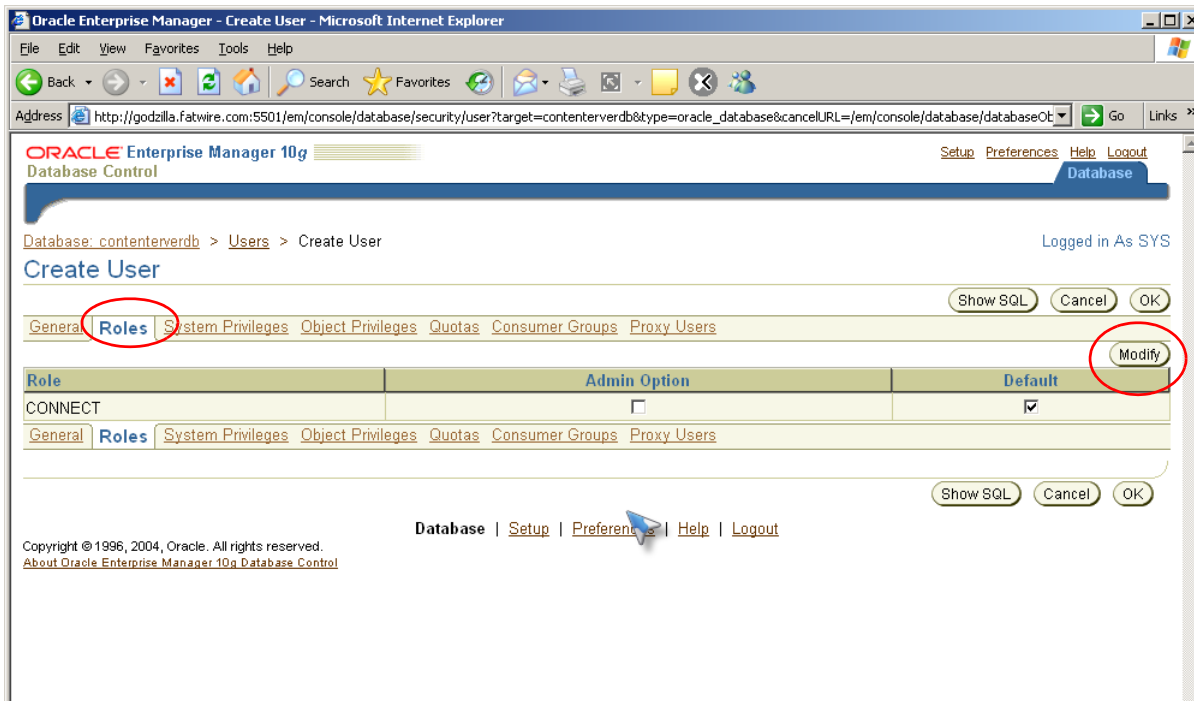 Oracle Enterprise Manager - Create User - Microsoft Internet Explorer
File Edit View Favorites Tools Help
Back Search Favorites
Address http://godzilla.fatwire.com:5501/em/console/database/security/user?target=contenterverdb&type=oracle_database&cancelURL=/em/console/database/databaseOb Go Links »
ORACLE Enterprise Manager 10g
Setup Preferences Help Logout
Database Control
Database
Database: contenterverdb > Users > Create User
Logged in As SYS
Create User
Show SQL Cancel OK
General Roles System Privileges Object Privileges Quotas Consumer Groups Proxy Users
Modify
Role Admin Option Default
CONNECT
General Roles System Privileges Object Privileges Quotas Consumer Groups Proxy Users
Show SQL Cancel OK
Database | Setup | Preferences | Help | Logout
Copyright © 1996, 2004, Oracle. All rights reserved.
About Oracle Enterprise Manager 10g Database Control